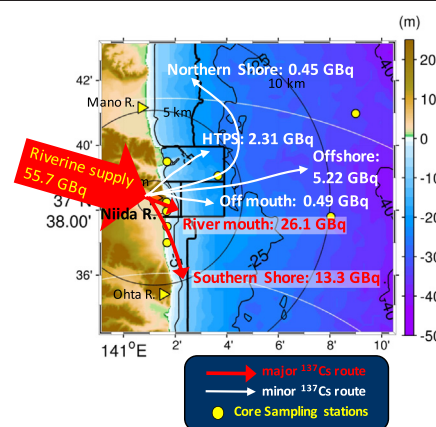 (m)
20
10
0
-10
-20
-30
-40
-50
42'
40'
38.00'
36'
141°E
2'
4'
6'
8'
10'
Northern Shore: 0.45 GBq
10 km
-25
-40
Mano R.
5 km
HTPS: 2.31 GBq
Riverine supply
55.7 GBq
Offshore:
5.22 GBq
Off mouth: 0.49 GBq
Niida R.
River mouth: 26.1 GBq
-25
Southern Shore: 13.3 GBq
-40
Ohta R.
major ¹³⁷Cs route
minor ¹³⁷Cs route
Core Sampling stations